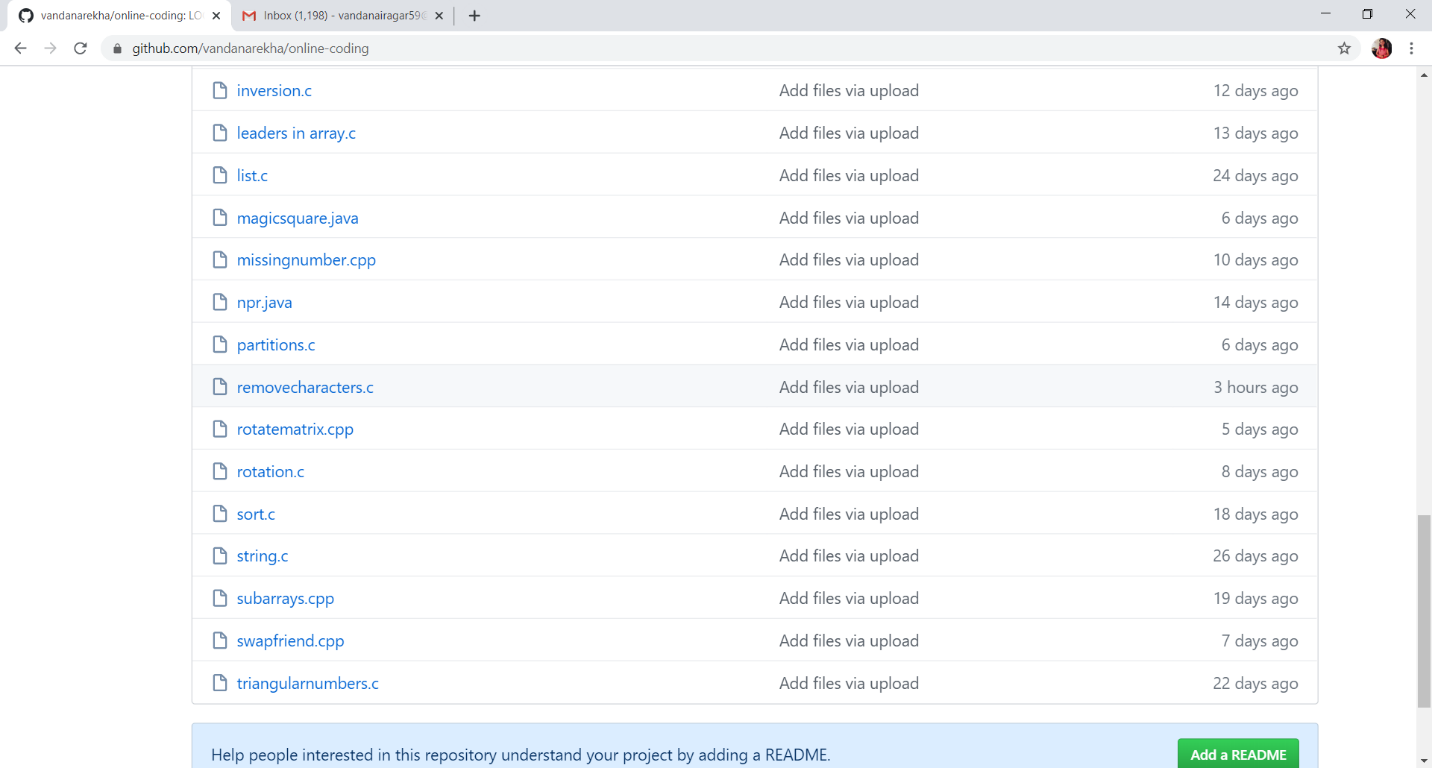 vandanarekha/online-coding: LO
Inbox (1,198) - vandanairagar59
github.com/vandanarekha/online-coding
inversion.c Add files via upload 12 days ago
leaders in array.c Add files via upload 13 days ago
list.c Add files via upload 24 days ago
magicsquare.java Add files via upload 6 days ago
missingnumber.cpp Add files via upload 10 days ago
npr.java Add files via upload 14 days ago
partitions.c Add files via upload 6 days ago
removecharacters.c Add files via upload 3 hours ago
rotatematrix.cpp Add files via upload 5 days ago
rotation.c Add files via upload 8 days ago
sort.c Add files via upload 18 days ago
string.c Add files via upload 26 days ago
subarrays.cpp Add files via upload 19 days ago
swapfriend.cpp Add files via upload 7 days ago
triangularnumbers.c Add files via upload 22 days ago
Help people interested in this repository understand your project by adding a README. Add a README